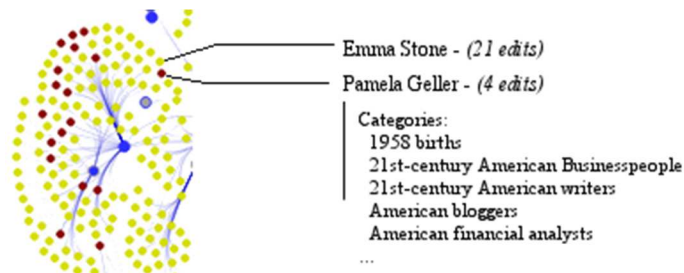 Emma Stone - (21 edits)
Pamela Geller - (4 edits)
Categories:
1958 births
21st-century American Businesspeople
21st-century American writers
American bloggers
American financial analysts
...